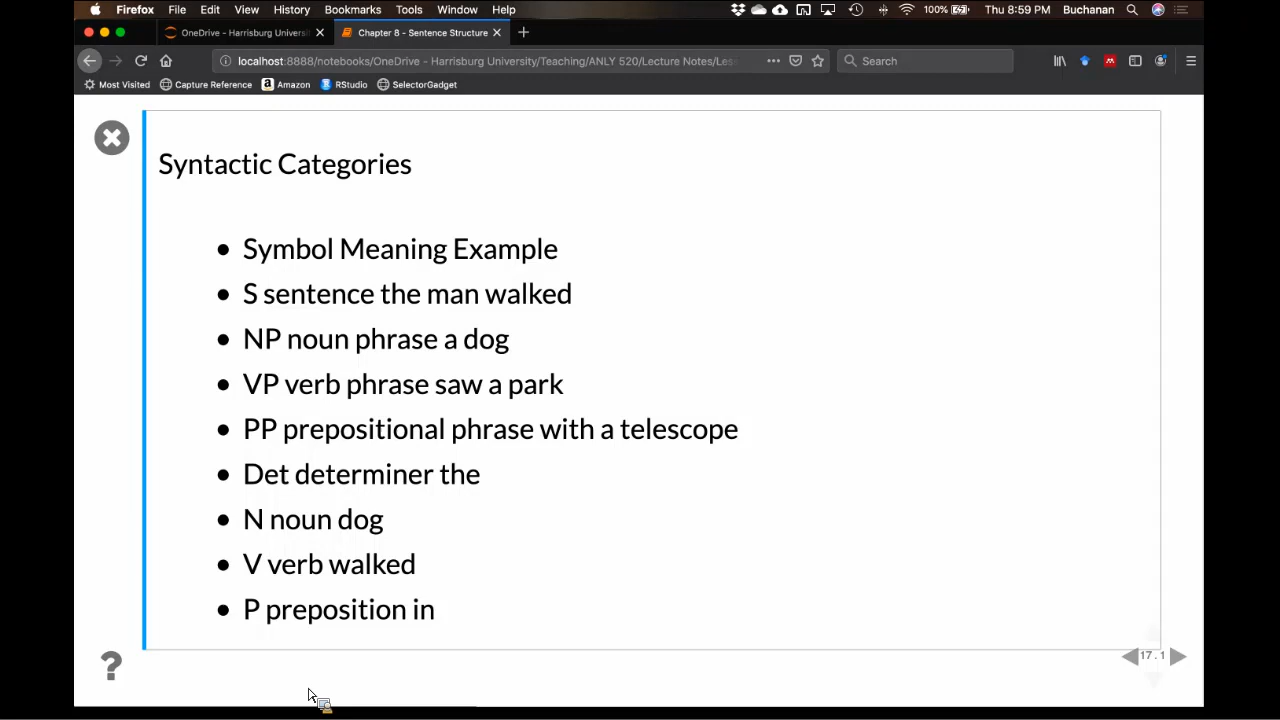 Firefox File Edit View History Bookmarks Tools Window Help 100% Thu 8:59 PM Buchanan
OneDrive - Harrisburg Universi Chapter 8 - Sentence Structure
localhost:8888/notebooks/OneDrive - Harrisburg University/Teaching/ANLY 520/Lecture Notes/Les Search
Most Visited Capture Reference Amazon RStudio SelectorGadget
Syntactic Categories
Symbol Meaning Example
S sentence the man walked
NP noun phrase a dog
VP verb phrase saw a park
PP prepositional phrase with a telescope
Det determiner the
N noun dog
V verb walked
P preposition in
17.1